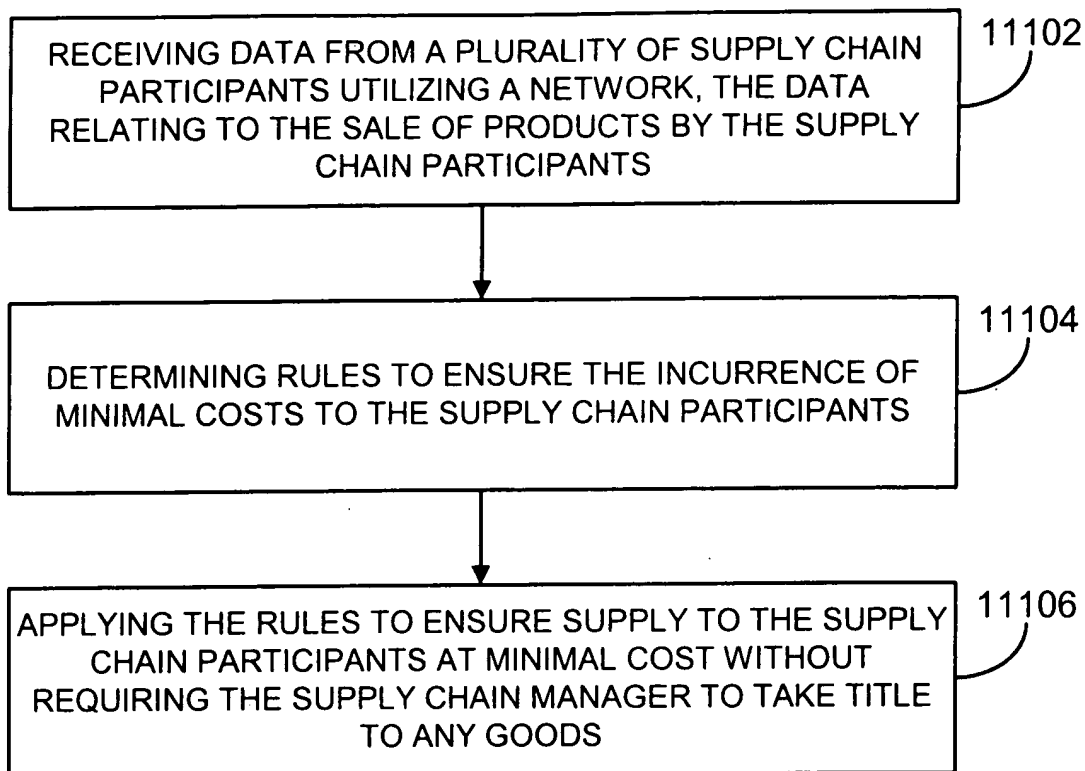 RECEIVING DATA FROM A PLURALITY OF SUPPLY CHAIN
PARTICIPANTS UTILIZING A NETWORK, THE DATA
RELATING TO THE SALE OF PRODUCTS BY THE SUPPLY
CHAIN PARTICIPANTS
11102
DETERMINING RULES TO ENSURE THE INCURRENCE OF
MINIMAL COSTS TO THE SUPPLY CHAIN PARTICIPANTS
11104
APPLYING THE RULES TO ENSURE SUPPLY TO THE SUPPLY
CHAIN PARTICIPANTS AT MINIMAL COST WITHOUT
REQUIRING THE SUPPLY CHAIN MANAGER TO TAKE TITLE
TO ANY GOODS
11106